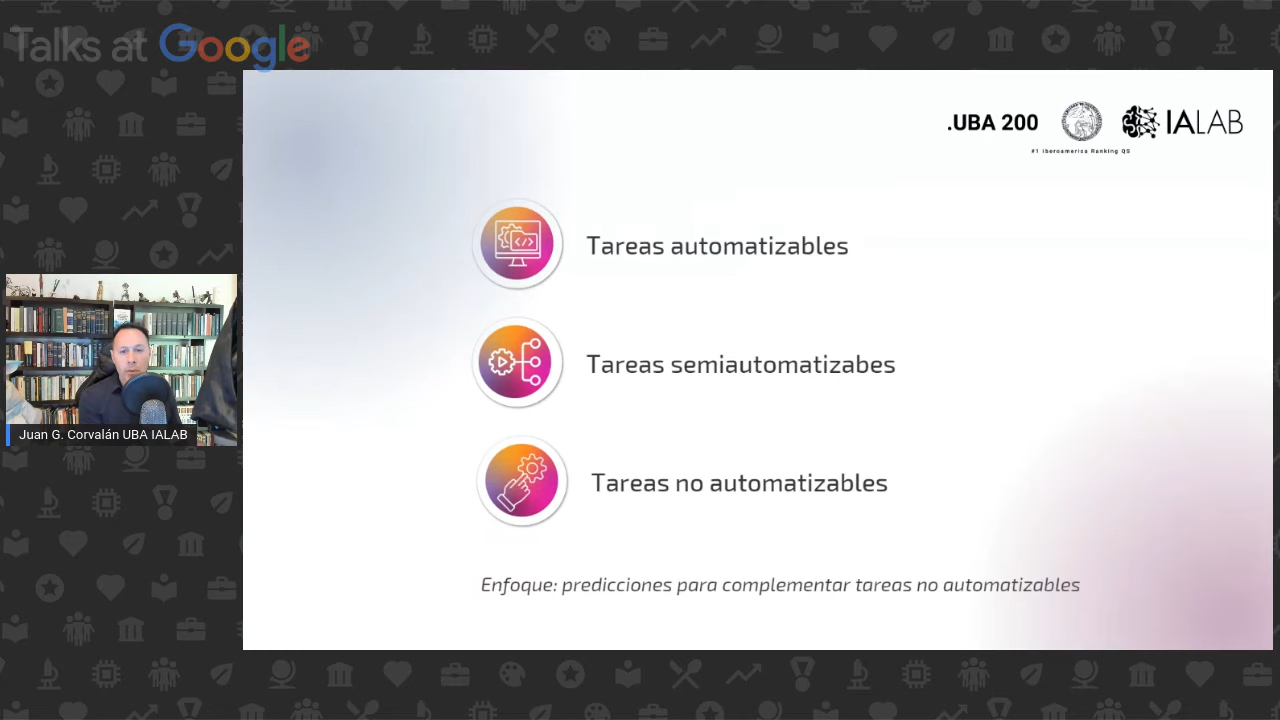 Talks at Google
.UBA 200
IALAB
#1 Iberoamerica Ranking QS
Tareas automatizables
Tareas semiautomatizabes
Tareas no automatizables
Enfoque: predicciones para complementar tareas no automatizables
Juan G. Corvalán UBA IALAB